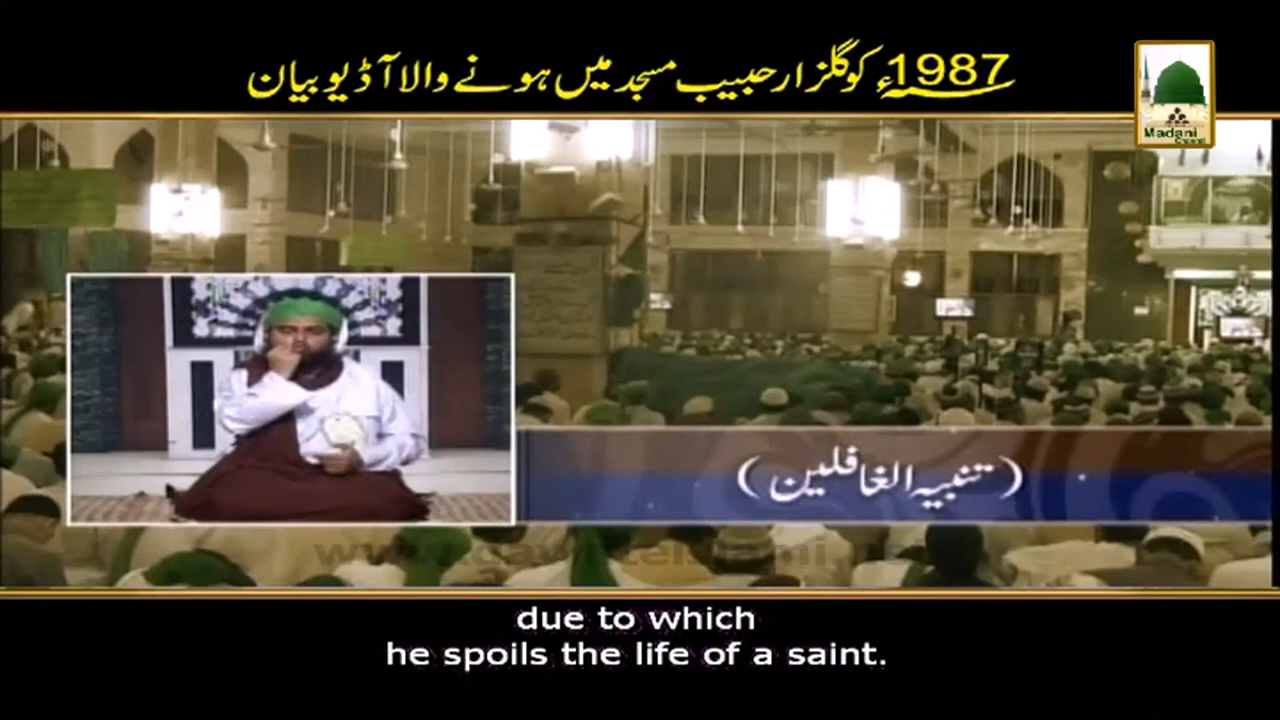 1987ء کو گلزار حبیب مسجد میں ہونے والا آڈیو بیان
Madani
(تنبیہ الغافلین)
due to which
he spoils the life of a saint.